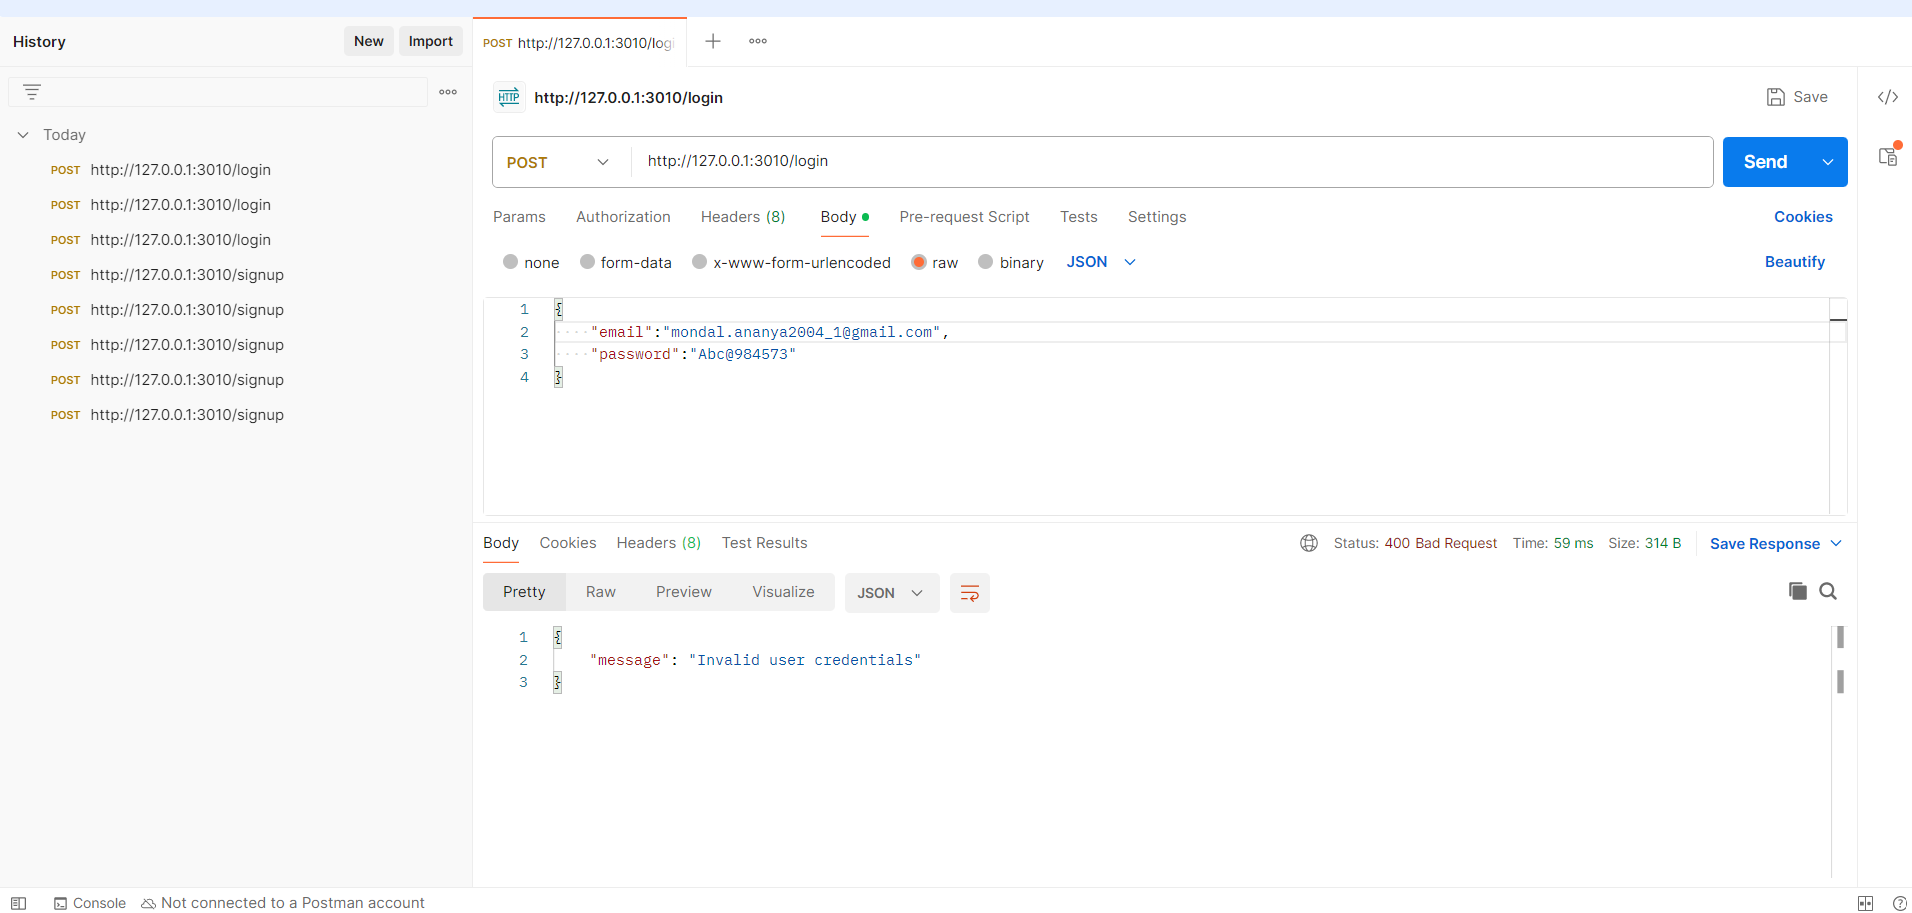 History
New
Import
Today
POST http://127.0.0.1:3010/login
POST http://127.0.0.1:3010/login
POST http://127.0.0.1:3010/login
POST http://127.0.0.1:3010/signup
POST http://127.0.0.1:3010/signup
POST http://127.0.0.1:3010/signup
POST http://127.0.0.1:3010/signup
POST http://127.0.0.1:3010/signup
POST http://127.0.0.1:3010/logi
HTTP http://127.0.0.1:3010/login
Save
POST http://127.0.0.1:3010/login
Send
Params Authorization Headers (8) Body Pre-request Script Tests Settings Cookies
none form-data x-www-form-urlencoded raw binary JSON Beautify
1 {
2 "email":"mondal.ananya2004_1@gmail.com",
3 "password":"Abc@984573"
4 }
Body Cookies Headers (8) Test Results Status: 400 Bad Request Time: 59 ms Size: 314 B Save Response
Pretty Raw Preview Visualize JSON
1 {
2 "message": "Invalid user credentials"
3 }
Console Not connected to a Postman account